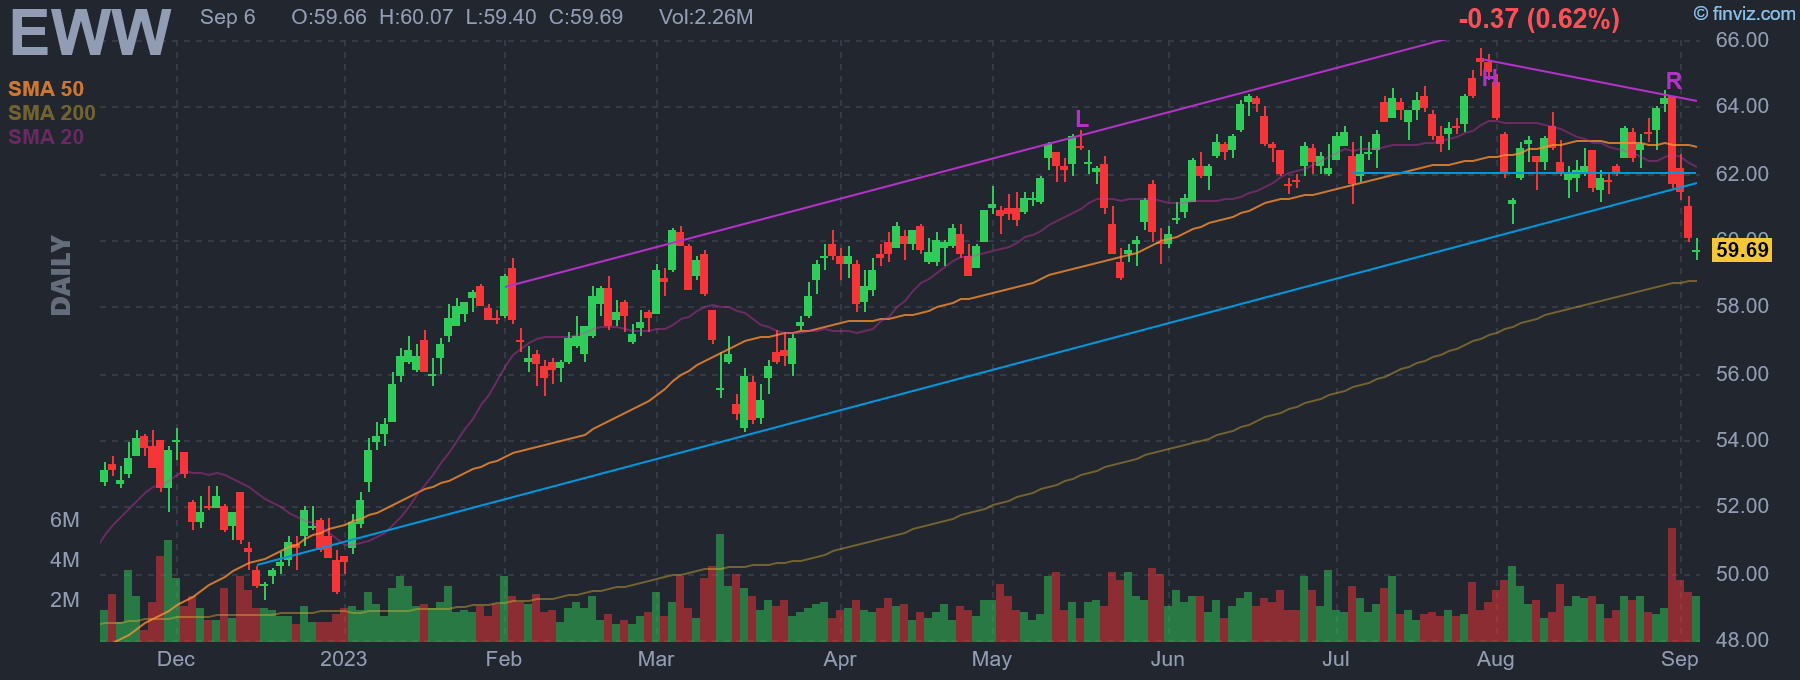 EWW
Sep 6 O:59.66 H:60.07 L:59.40 C:59.69 Vol:2.26M
-0.37 (0.62%)
© finviz.com
SMA 50
SMA 200
SMA 20
DAILY
L
H
R
66.00
64.00
62.00
60.00
59.69
58.00
56.00
54.00
52.00
50.00
48.00
6M
4M
2M
Dec 2023 Feb Mar Apr May Jun Jul Aug Sep